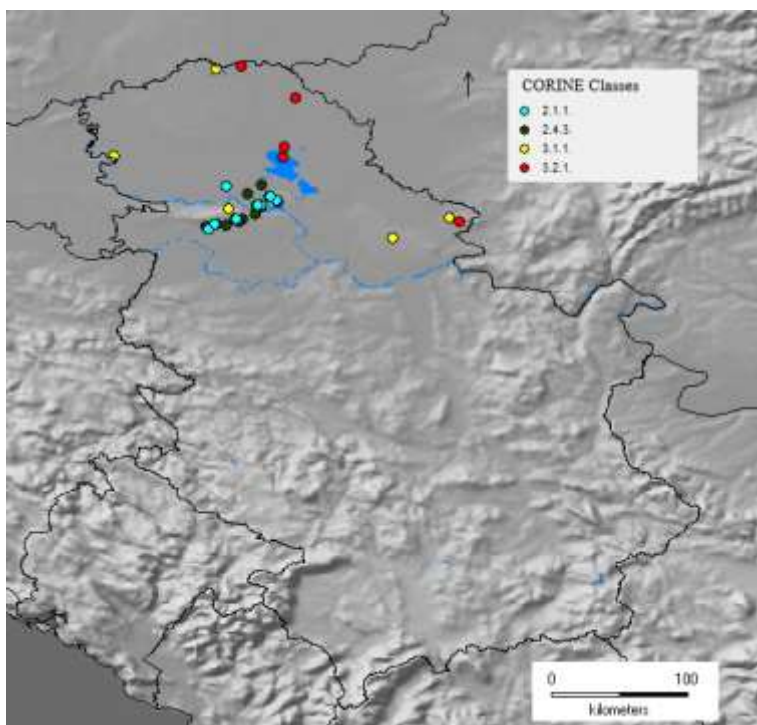 CORINE Classes
2.1.1.
2.4.3.
3.1.1.
3.2.1.
0 100
kilometers